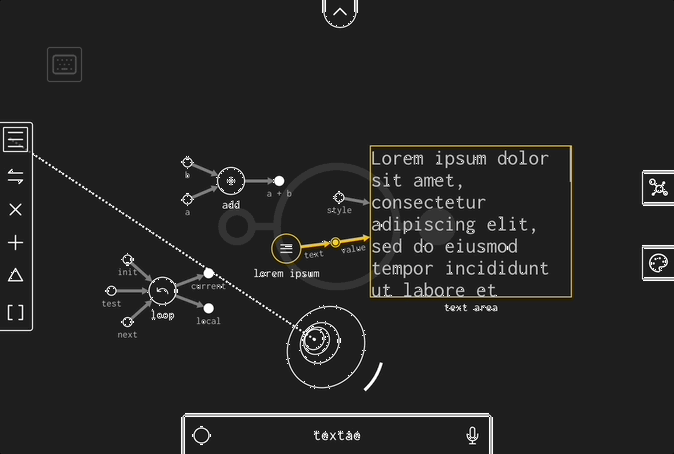 b
a
add
a + b
style
Lorem ipsum dolor
sit amet,
consectetur
adipiscing elit,
sed do eiusmod
tempor incididunt
ut labore et
text
value
lorem ipsum
text area
init
test
next
loop
current
local
textae